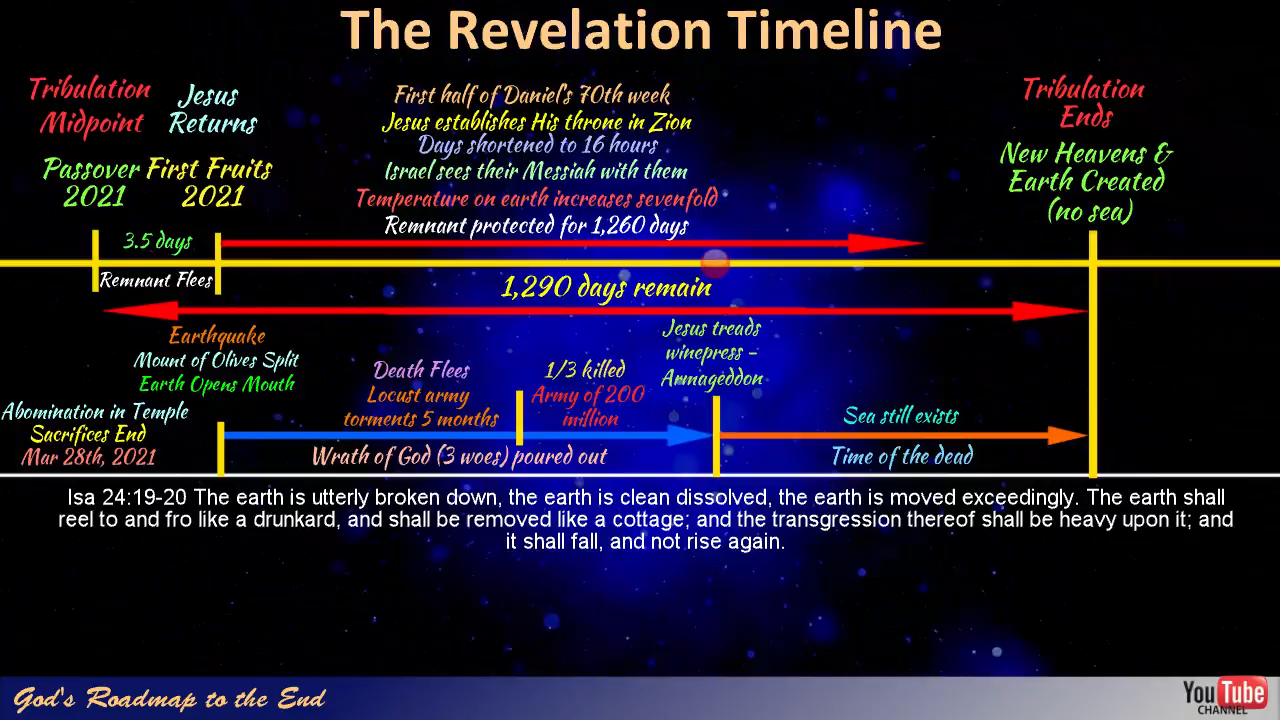 The Revelation Timeline
Tribulation
Midpoint
Jesus
Returns
Passover
2021
First Fruits
2021
First half of Daniel's 70th week
Jesus establishes His throne in Zion
Days shortened to 16 hours
Israel sees their Messiah with them
Temperature on earth increases sevenfold
Remnant protected for 1,260 days
Tribulation
Ends
New Heavens &
Earth Created
(no sea)
3.5 days
Remnant Flees
1,290 days remain
Earthquake
Mount of Olives Split
Earth Opens Mouth
Abomination in Temple
Sacrifices End
Mar 28th, 2021
Death Flees
Locust army
torments 5 months
1/3 killed
Army of 200
million
Jesus treads
winepress -
Armageddon
Sea still exists
Wrath of God (3 woes) poured out
Time of the dead
Isa 24:19-20 The earth is utterly broken down, the earth is clean dissolved, the earth is moved exceedingly. The earth shall
reel to and fro like a drunkard, and shall be removed like a cottage; and the transgression thereof shall be heavy upon it; and
it shall fall, and not rise again.
God's Roadmap to the End
YouTube
CHANNEL